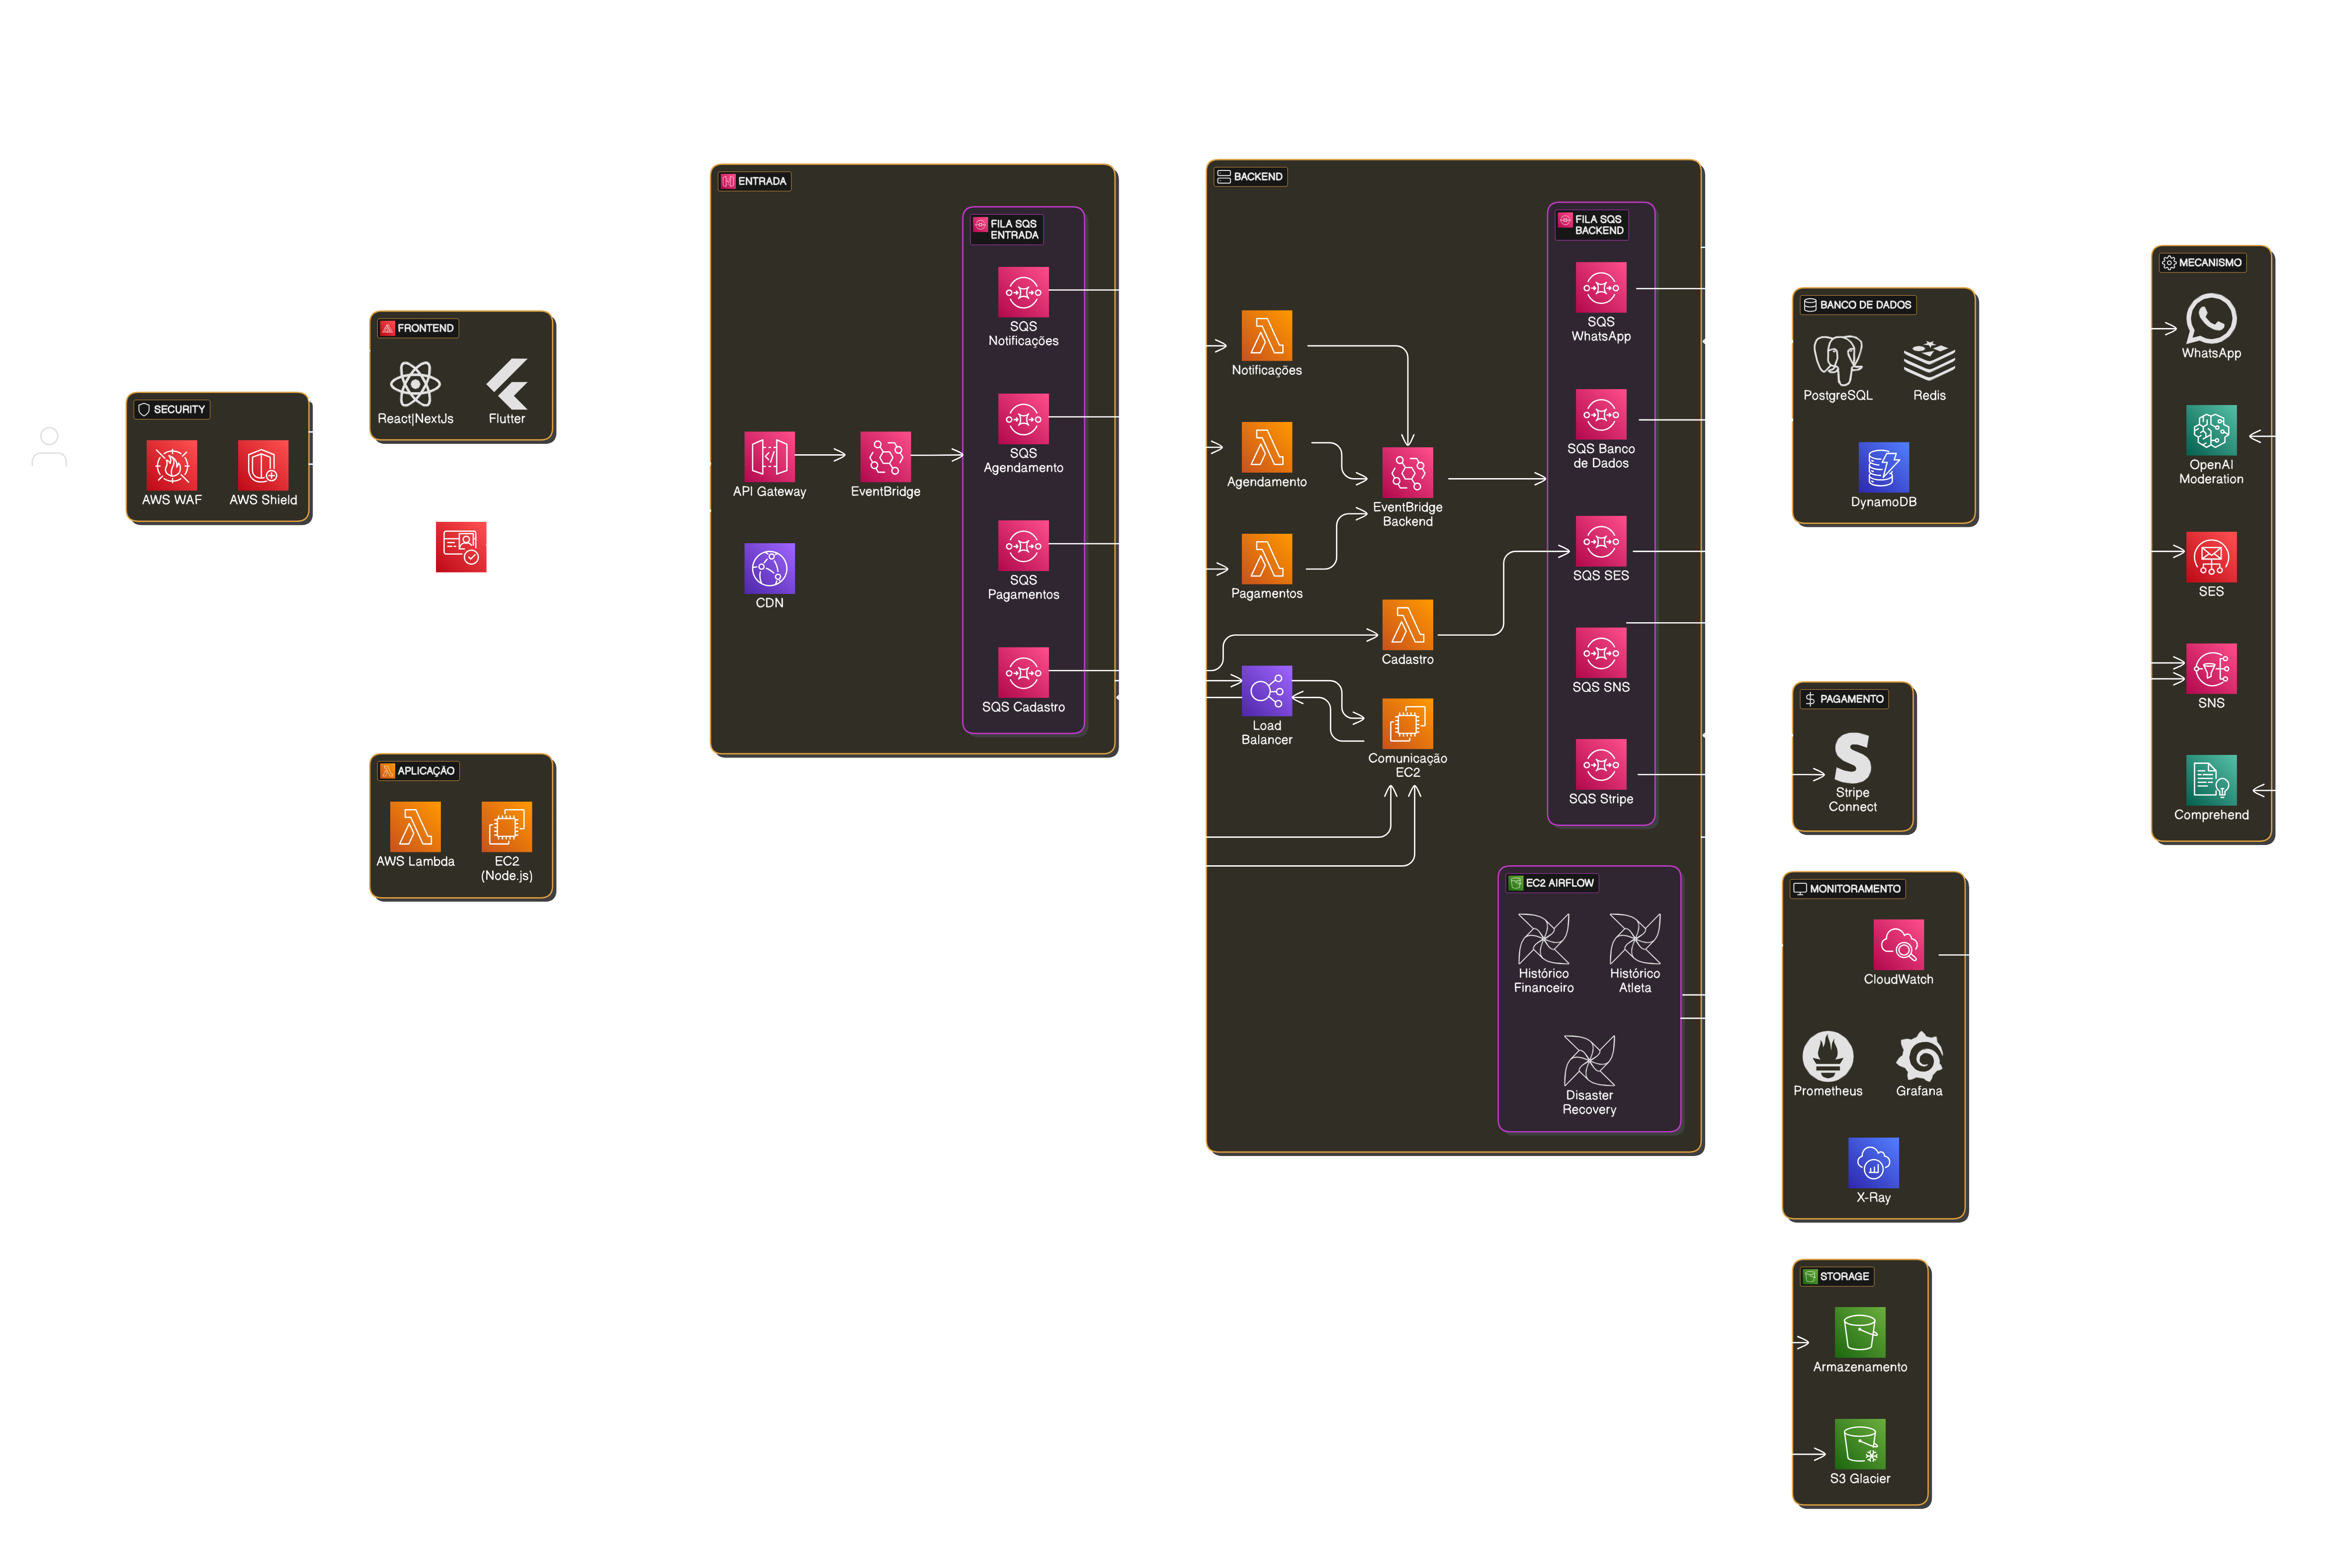 SECURITY
AWS WAF
AWS Shield
FRONTEND
React|NextJs
Flutter
APLICAÇÃO
AWS Lambda
EC2
(Node.js)
ENTRADA
API Gateway
EventBridge
CDN
FILA SQS
ENTRADA
SQS
Notificações
SQS
Agendamento
SQS
Pagamentos
SQS Cadastro
BACKEND
Notificações
Agendamento
Pagamentos
EventBridge
Backend
Cadastro
Load
Balancer
Comunicação
EC2
FILA SQS
BACKEND
SQS
WhatsApp
SQS Banco
de Dados
SQS SES
SQS SNS
SQS Stripe
EC2 AIRFLOW
Histórico
Financeiro
Histórico
Atleta
Disaster
Recovery
BANCO DE DADOS
PostgreSQL
Redis
DynamoDB
PAGAMENTO
Stripe
Connect
MONITORAMENTO
CloudWatch
Prometheus
Grafana
X-Ray
STORAGE
Armazenamento
S3 Glacier
MECANISMO
WhatsApp
OpenAI
Moderation
SES
SNS
Comprehend